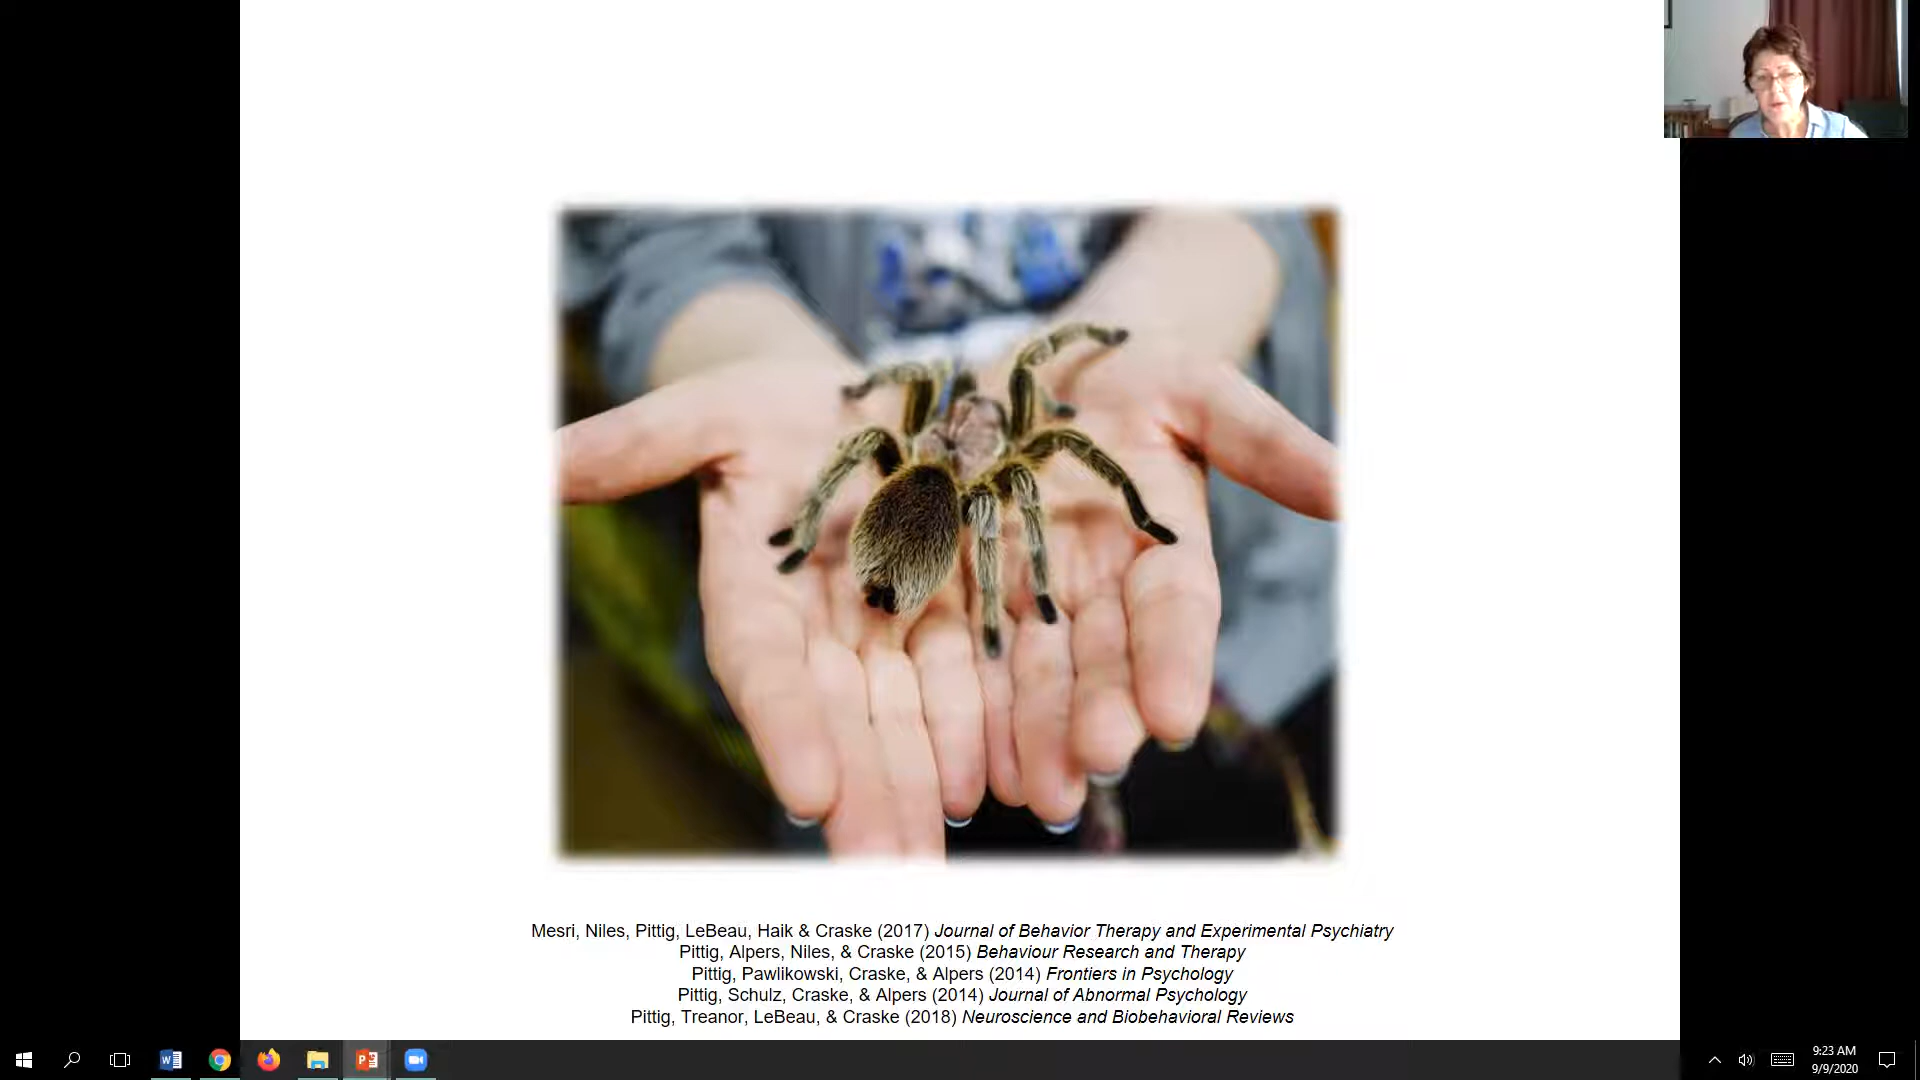 Mesri, Niles, Pittig, LeBeau, Haik & Craske (2017) Journal of Behavior Therapy and Experimental Psychiatry
Pittig, Alpers, Niles, & Craske (2015) Behaviour Research and Therapy
Pittig, Pawlikowski, Craske, & Alpers (2014) Frontiers in Psychology
Pittig, Schulz, Craske, & Alpers (2014) Journal of Abnormal Psychology
Pittig, Treanor, LeBeau, & Craske (2018) Neuroscience and Biobehavioral Reviews
9:23 AM
9/9/2020